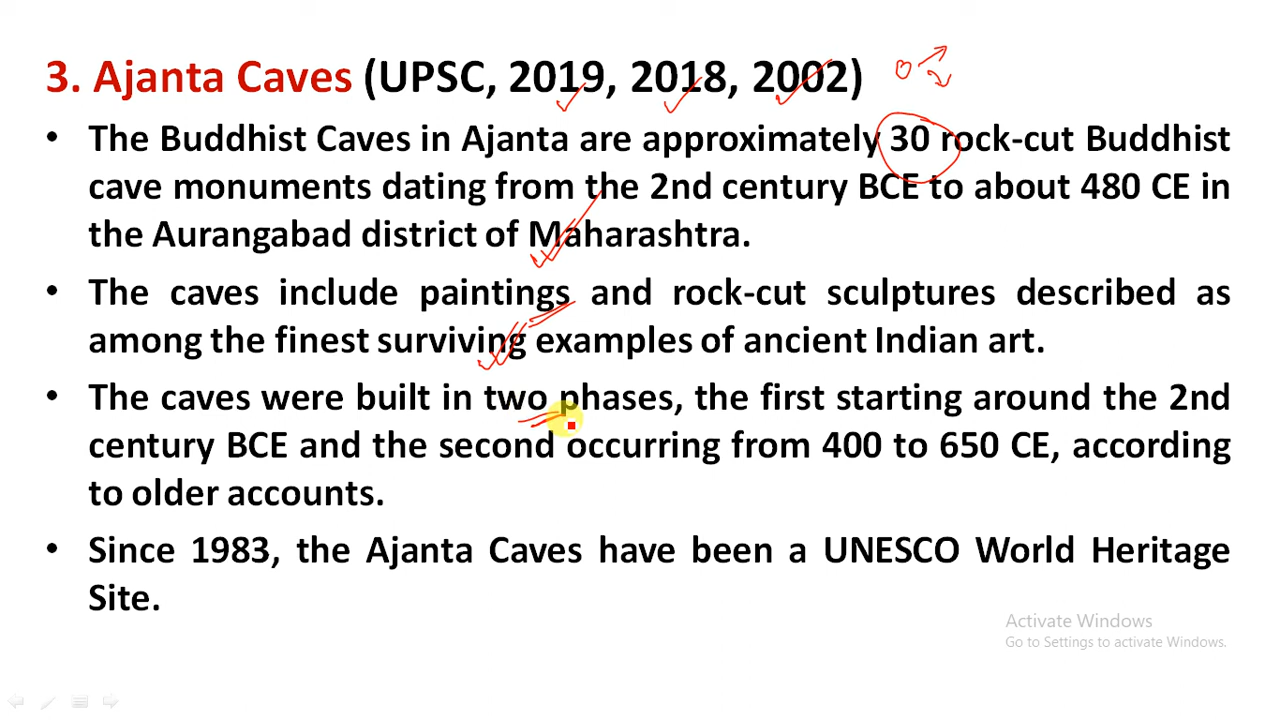 3. Ajanta Caves (UPSC, 2019, 2018, 2002)
• The Buddhist Caves in Ajanta are approximately 30 rock-cut Buddhist
cave monuments dating from the 2nd century BCE to about 480 CE in
the Aurangabad district of Maharashtra.
• The caves include paintings and rock-cut sculptures described as
among the finest surviving examples of ancient Indian art.
• The caves were built in two phases, the first starting around the 2nd
century BCE and the second occurring from 400 to 650 CE, according
to older accounts.
• Since 1983, the Ajanta Caves have been a UNESCO World Heritage
Site.
Activate Windows
Go to Settings to activate Windows.